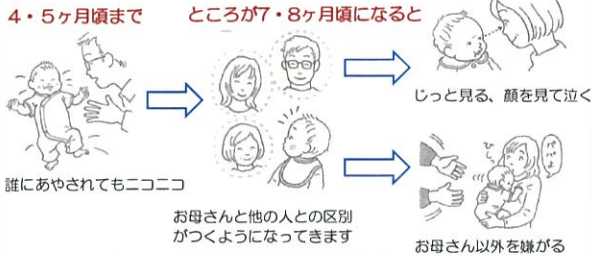 4・5ヶ月頃まで
ところが7・8ヶ月頃になると
じっと見る、顔を見て泣く
誰にあやされてもニコニコ
お母さんと他の人との区別
がつくようになってきます
パパよ
お母さん以外を嫌がる